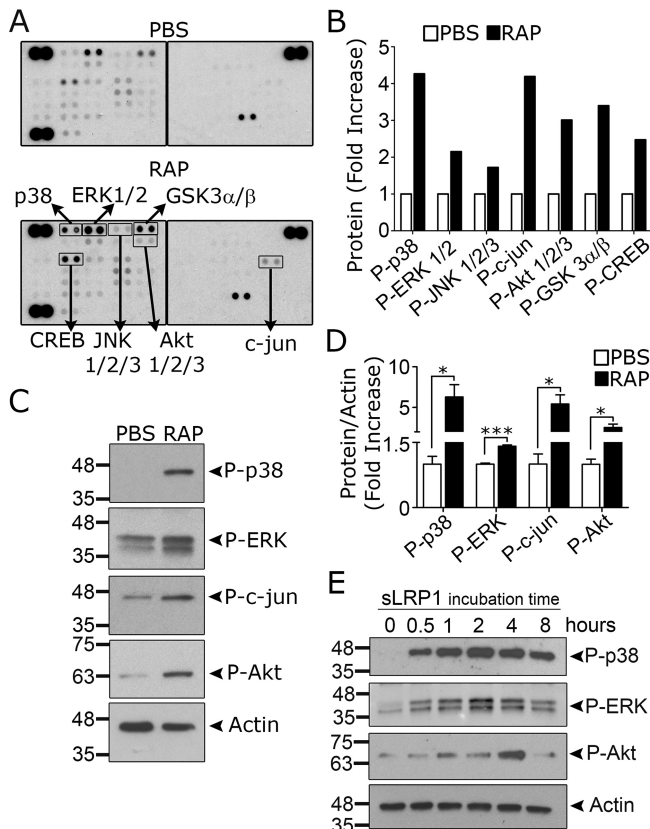 A
PBS
RAP
p38
ERK1/2
GSK3α/β
CREB
JNK
1/2/3
Akt
1/2/3
c-jun
B
PBS
RAP
Protein (Fold Increase)
5
4
3
2
1
0
P-p38
P-ERK 1/2
P-JNK 1/2/3
P-c-jun
P-Akt 1/2/3
P-GSK 3α/β
P-CREB
C
PBS RAP
48
35
P-p38
48
35
P-ERK
48
35
P-c-jun
75
63
P-Akt
48
35
Actin
D
PBS
RAP
Protein/Actin
(Fold Increase)
10
5
1.5
0
*
***
*
*
P-p38
P-ERK
P-c-jun
P-Akt
E
sLRP1 incubation time
0 0.5 1 2 4 8 hours
48
35
P-p38
48
35
P-ERK
75
63
P-Akt
48
35
Actin